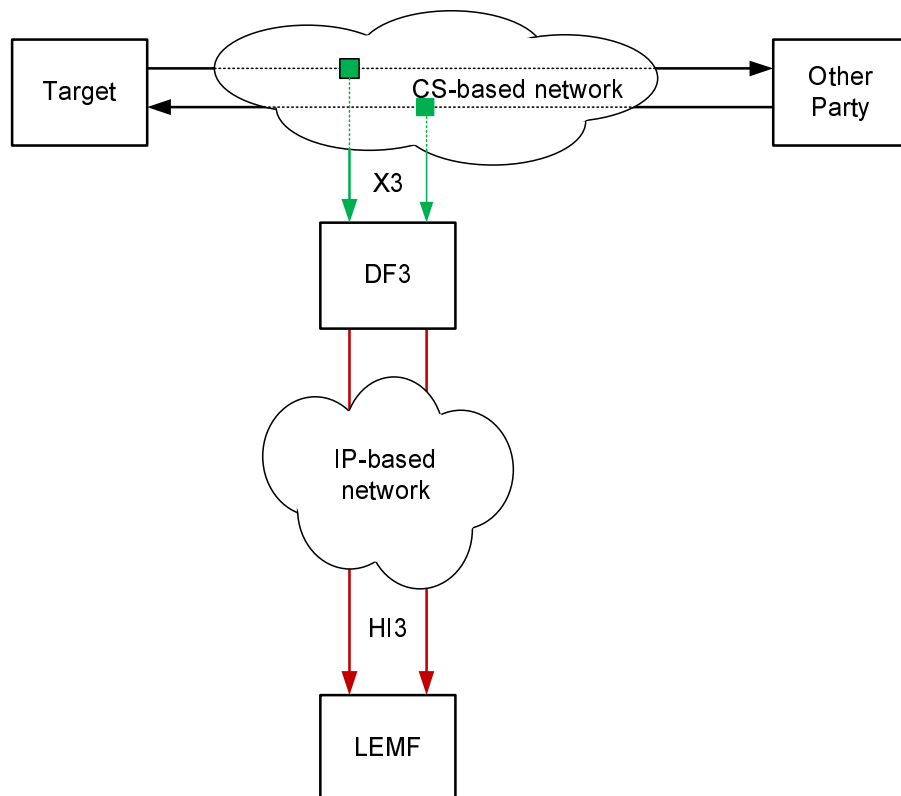 Target
CS-based network
Other
Party
X3
DF3
IP-based
network
HI3
LEMF